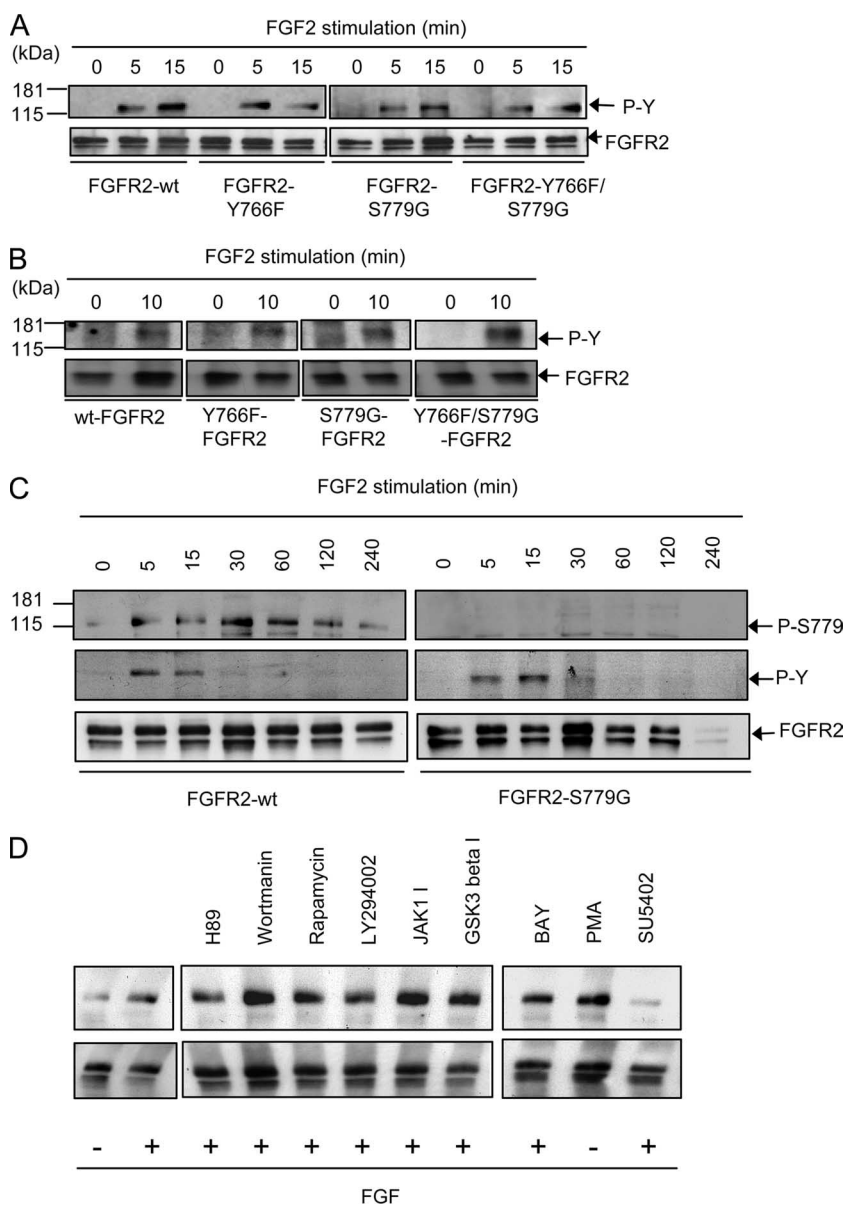 A
FGF2 stimulation (min)
(kDa)
0 5 15 0 5 15 0 5 15 0 5 15
181
115
P-Y
FGFR2
FGFR2-wt
FGFR2-
Y766F
FGFR2-
S779G
FGFR2-Y766F/
S779G
B
FGF2 stimulation (min)
(kDa)
0 10 0 10 0 10 0 10
181
115
P-Y
FGFR2
wt-FGFR2
Y766F-
FGFR2
S779G-
FGFR2
Y766F/S779G
-FGFR2
C
FGF2 stimulation (min)
0 5 15 30 60 120 240 0 5 15 30 60 120 240
181
115
P-S779
P-Y
FGFR2
FGFR2-wt
FGFR2-S779G
D
H89
Wortmanin
Rapamycin
LY294002
JAK1 I
GSK3 beta I
BAY
PMA
SU5402
- + + + + + + + + - +
FGF